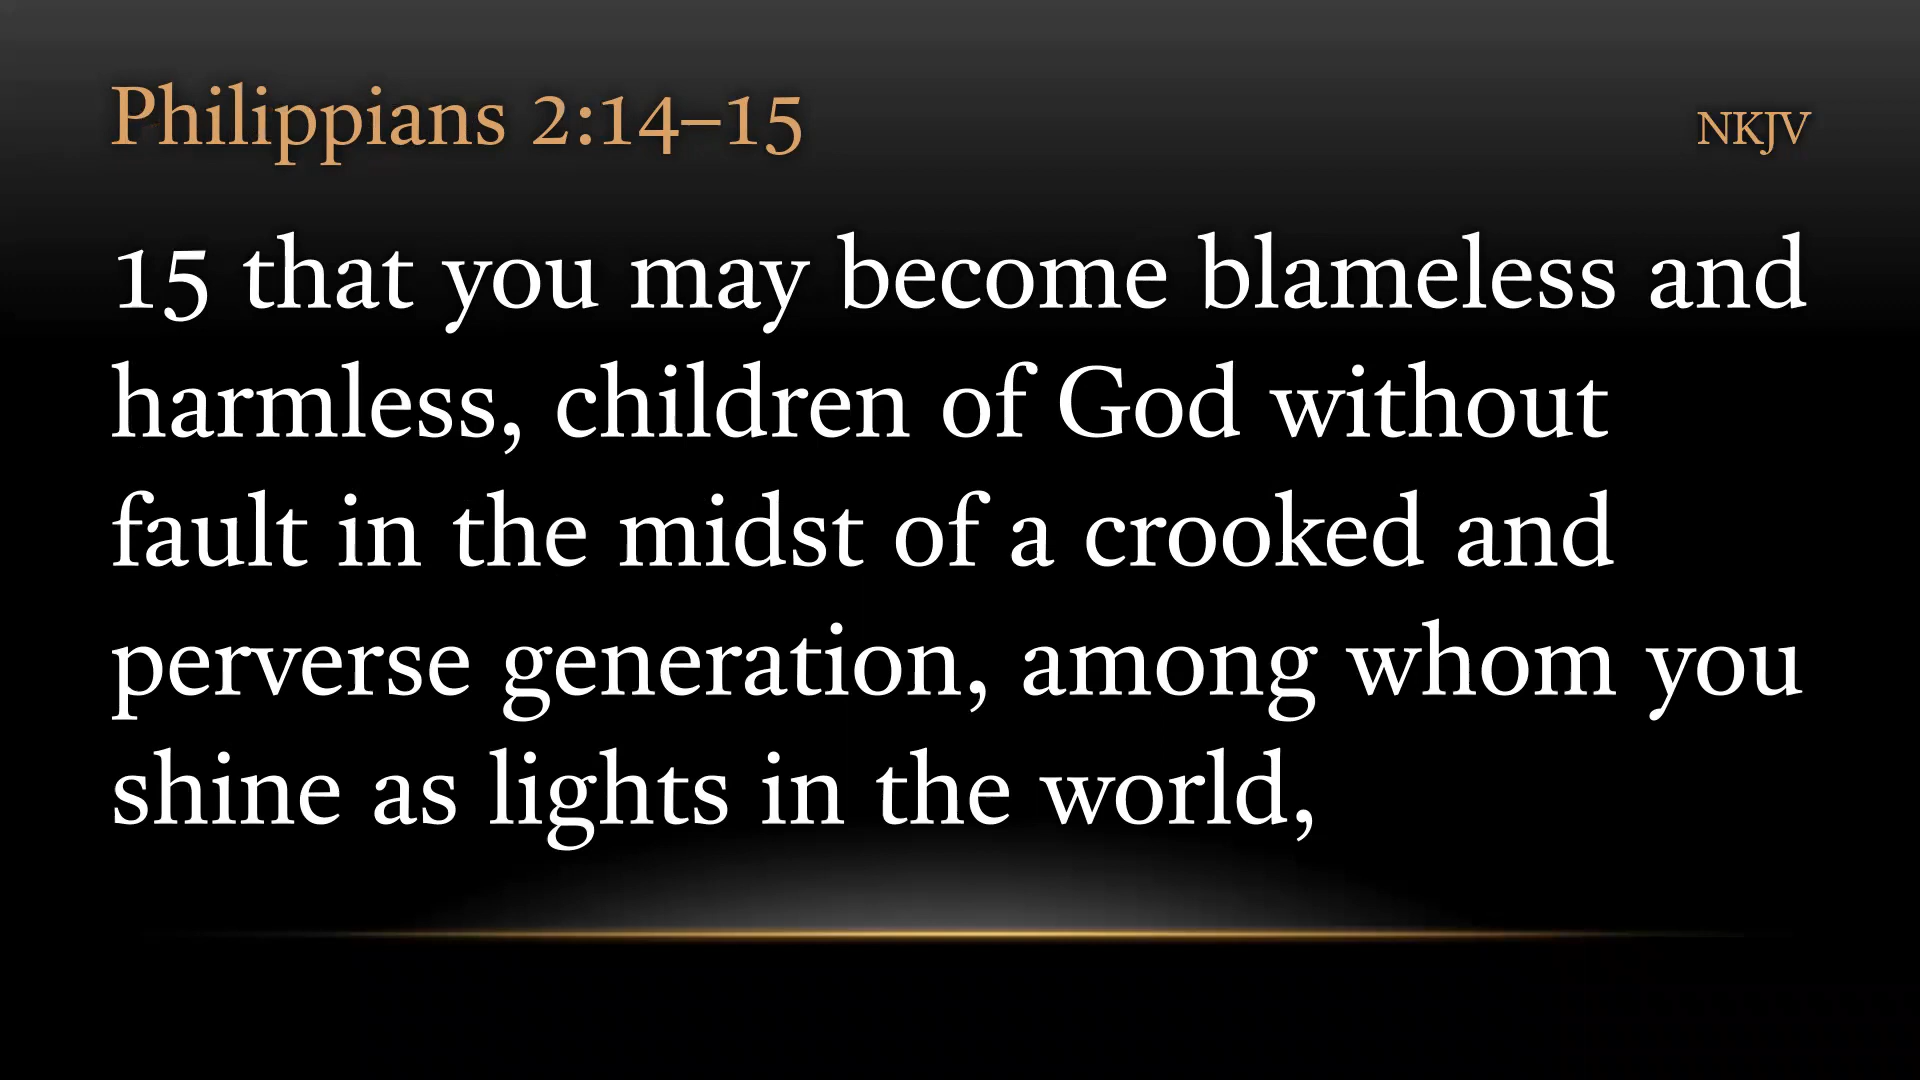 Philippians 2:14–15
NKJV
15 that you may become blameless and
harmless, children of God without
fault in the midst of a crooked and
perverse generation, among whom you
shine as lights in the world,